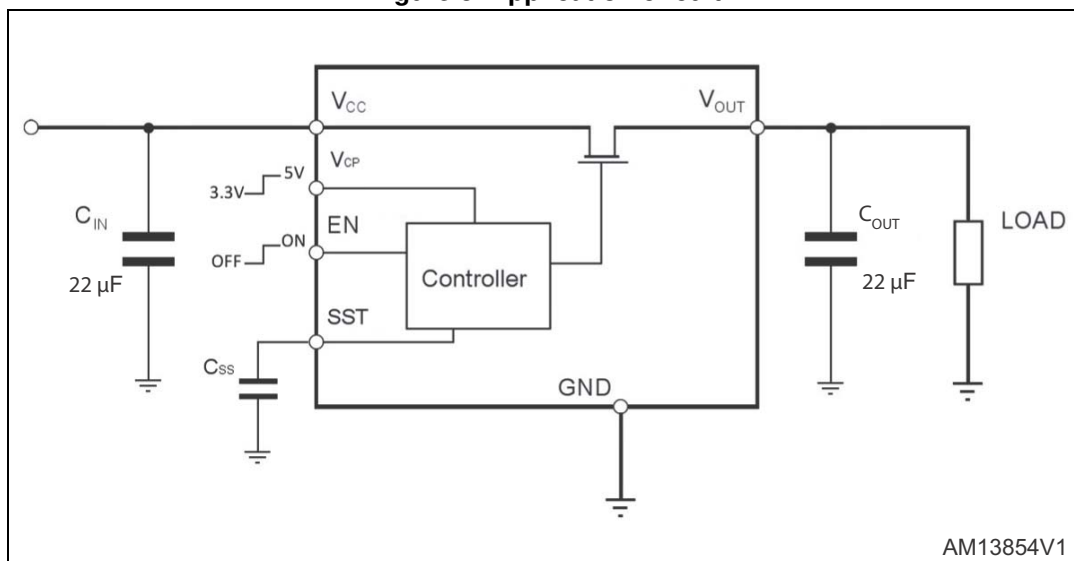 VCC
VOUT
VCP
5V
3.3V
EN
ON
OFF
CIN
22 µF
Controller
SST
CSS
COUT
22 µF
LOAD
GND
AM13854V1